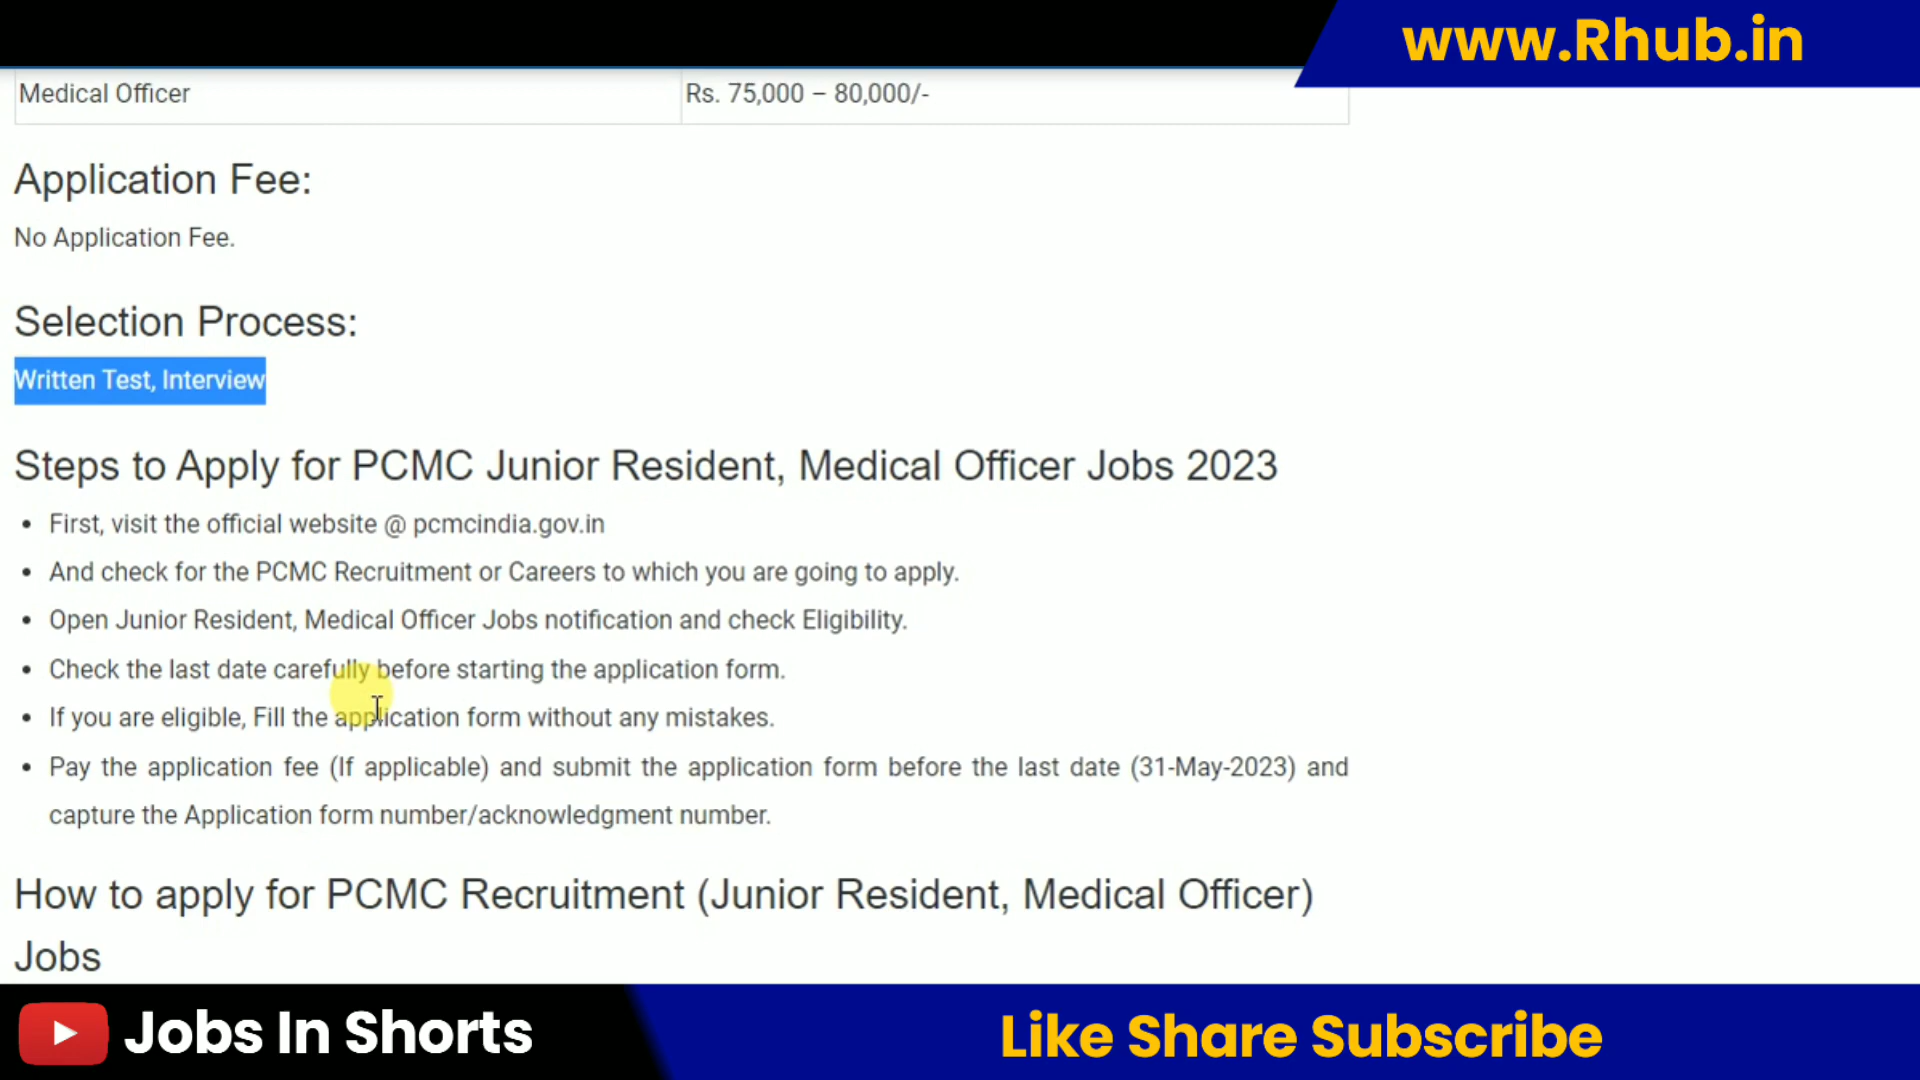 www.Rhub.in
Medical Officer Rs. 75,000 – 80,000/-
Application Fee:
No Application Fee.
Selection Process:
Written Test, Interview
Steps to Apply for PCMC Junior Resident, Medical Officer Jobs 2023
• First, visit the official website @ pcmcindia.gov.in
• And check for the PCMC Recruitment or Careers to which you are going to apply.
• Open Junior Resident, Medical Officer Jobs notification and check Eligibility.
• Check the last date carefully before starting the application form.
• If you are eligible, Fill the application form without any mistakes.
• Pay the application fee (If applicable) and submit the application form before the last date (31-May-2023) and
capture the Application form number/acknowledgment number.
How to apply for PCMC Recruitment (Junior Resident, Medical Officer)
Jobs
Jobs In Shorts
Like Share Subscribe